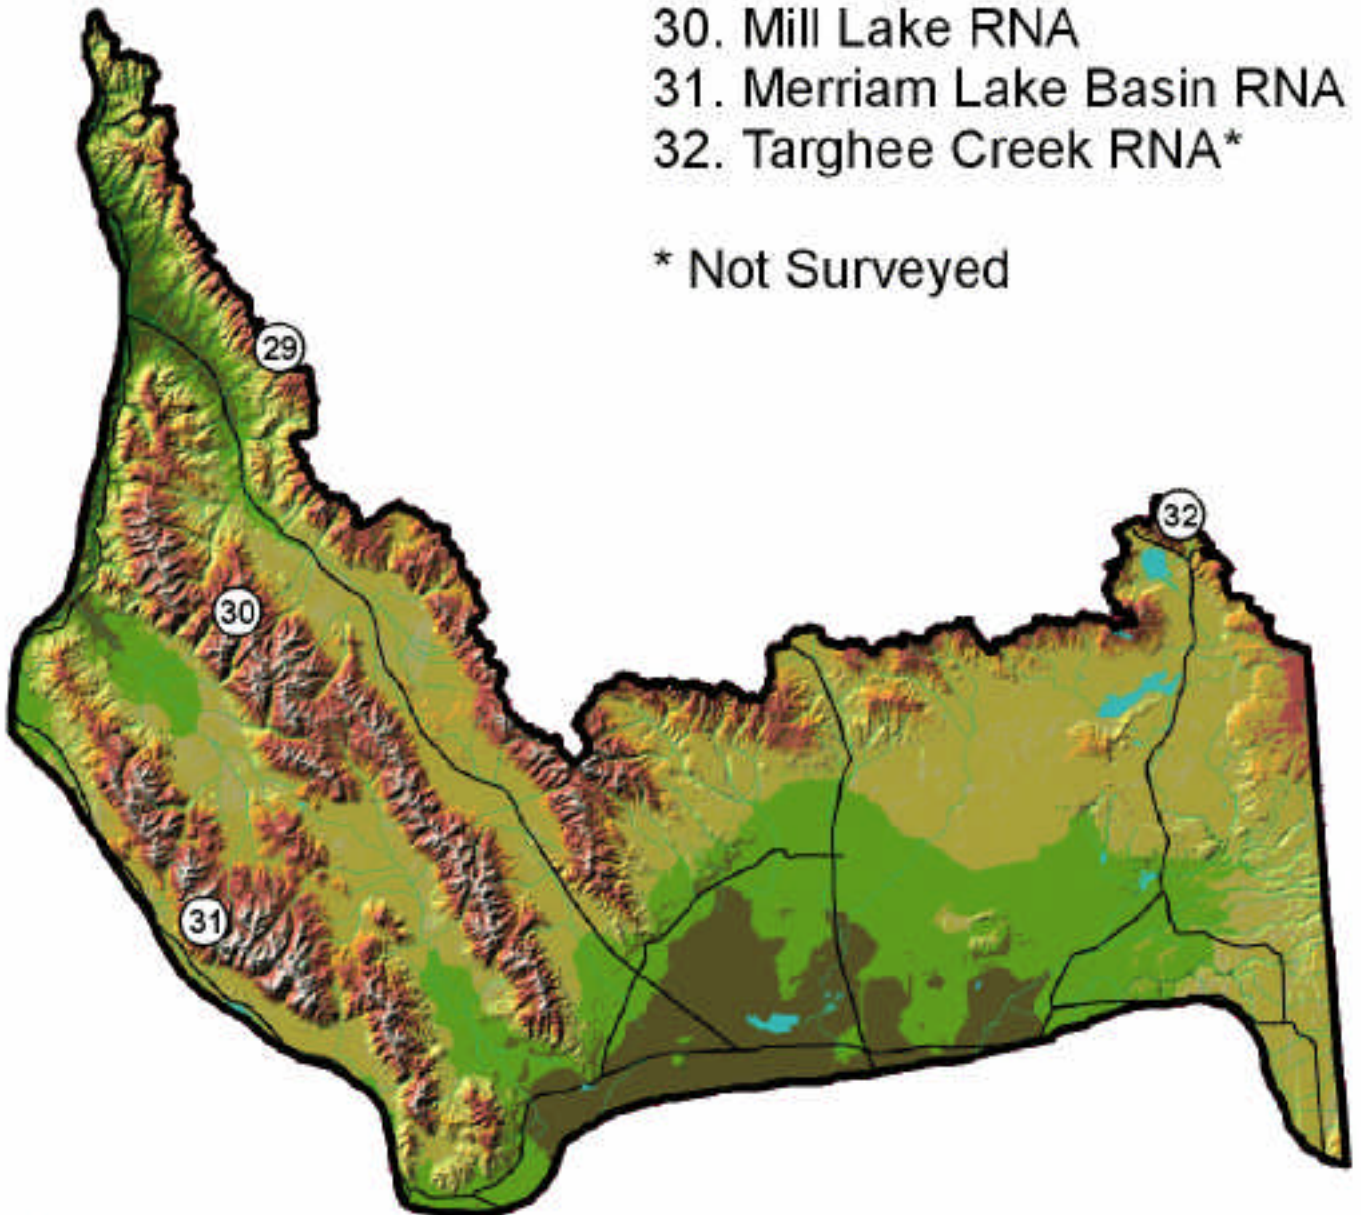 30. Mill Lake RNA
31. Merriam Lake Basin RNA
32. Targhee Creek RNA*
* Not Surveyed
29
32
30
31